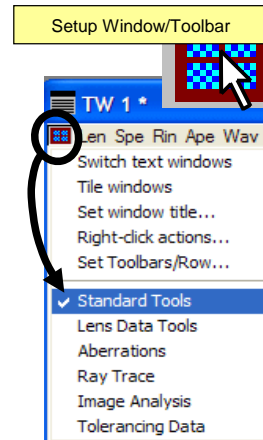 Setup Window/Toolbar
TW 1 *
Len Spe Rin Ape Wav
Switch text windows
Tile windows
Set window title...
Right-click actions...
Set Toolbars/Row...
Standard Tools
Lens Data Tools
Aberrations
Ray Trace
Image Analysis
Tolerancing Data